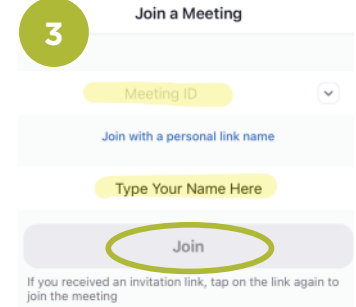 3
Join a Meeting
Meeting ID
Join with a personal link name
Type Your Name Here
Join
If you received an invitation link, tap on the link again to
join the meeting